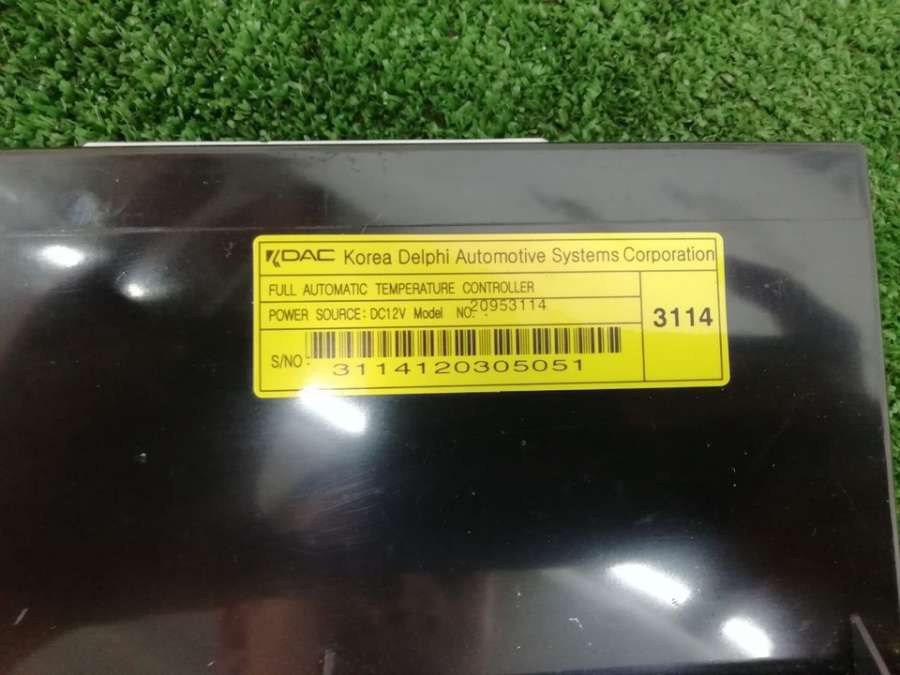 KDAC Korea Delphi Automotive Systems Corporation
FULL AUTOMATIC TEMPERATURE CONTROLLER
POWER SOURCE: DC12V Model NO.: 20953114
3114
S/NO :
3114120305051